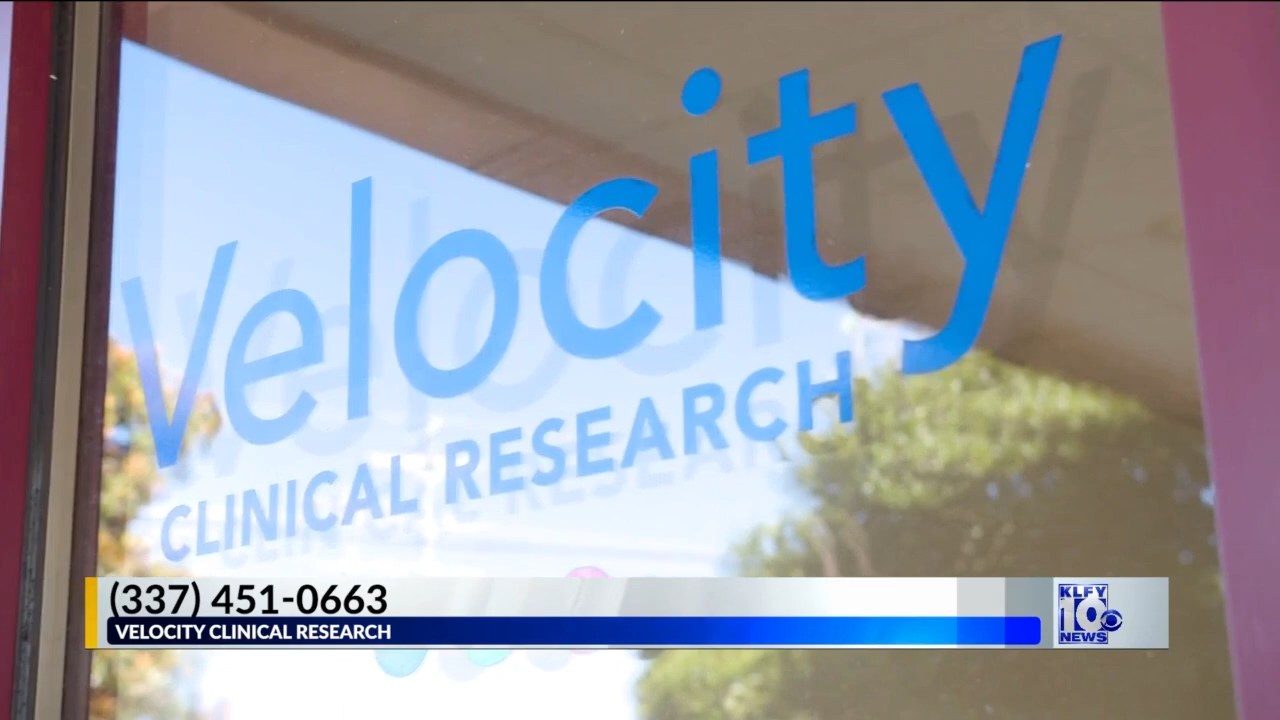 Velocity
CLINICAL RESEARCH
(337) 451-0663
VELOCITY CLINICAL RESEARCH
KLFY
10
NEWS